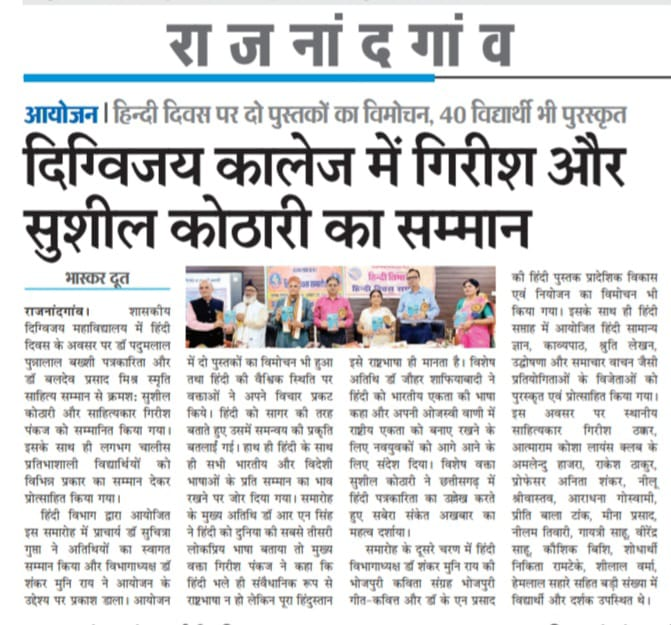 राजनांदगांव
आयोजन | हिन्दी दिवस पर दो पुस्तकों का विमोचन, 40 विद्यार्थी भी पुरस्कृत
दिग्विजय कालेज में गिरीश और
सुशील कोठारी का सम्मान
भास्कर दूत
राजनांदगांव। शासकीय
दिग्विजय महाविद्यालय में हिंदी
दिवस के अवसर पर डॉ पदुमलाल
पुन्नालाल बख्शी पत्रकारिता और
डॉ बलदेव प्रसाद मिश्र स्मृति
साहित्य सम्मान से क्रमश: सुशील
कोठारी और साहित्यकार गिरीश
पंकज को सम्मानित किया गया।
इसके साथ ही लगभग चालीस
प्रतिभाशाली विद्यार्थियों को
विभिन्न प्रकार का सम्मान देकर
प्रोत्साहित किया गया।
हिंदी विभाग द्वारा आयोजित
इस समारोह में प्राचार्य डॉ सुचित्रा
गुप्ता ने अतिथियों का स्वागत
सम्मान किया और विभागाध्यक्ष डॉ
शंकर मुनि राय ने आयोजन के
उद्देश्य पर प्रकाश डाला। आयोजन
हिन्दी दिवस
में दो पुस्तकों का विमोचन भी हुआ
तथा हिंदी की वैश्विक स्थिति पर
वक्ताओं ने अपने विचार प्रकट
किये। हिंदी को सागर की तरह
बताते हुए उसमें समन्वय की प्रकृति
बतलाई गई। हाथ ही हिंदी के साथ
ही सभी भारतीय और विदेशी
भाषाओं के प्रति सम्मान का भाव
रखने पर जोर दिया गया। समारोह
के मुख्य अतिथि डॉ आर एन सिंह
ने हिंदी को दुनिया की सबसे तीसरी
लोकप्रिय भाषा बताया तो मुख्य
वक्ता गिरीश पंकज ने कहा कि
हिंदी भले ही संवैधानिक रूप से
राष्टभाषा न हो लेकिन पूरा हिंदुस्तान
इसे राष्टभाषा ही मानता है। विशेष
अतिथि डॉ जौहर शाफियाबादी ने
हिंदी को भारतीय एकता की भाषा
कहा और अपनी ओजस्वी वाणी में
राष्टीय एकता को बनाए रखने के
लिए नवयुवकों को आगे आने के
लिए संदेश दिया। विशेष वक्ता
सुशील कोठारी ने छत्तीसगढ़ में
हिंदी पत्रकारिता का उल्लेख करते
हुए सबेरा संकेत अखबार का
महत्व दर्शाया।
समारोह के दूसरे चरण में हिंदी
विभागाध्यक्ष डॉ शंकर मुनि राय की
भोजपुरी कविता संग्रह भोजपुरी
गीत-कवित्त और डॉ के एन प्रसाद
की हिंदी पुस्तक प्रादेशिक विकास
एवं नियोजन का विमोचन भी
किया गया। इसके साथ ही हिंदी
सप्ताह में आयोजित हिंदी सामान्य
ज्ञान, काव्यपाठ, श्रुति लेखन,
उद्घोषणा और समाचार वाचन जैसी
प्रतियोगिताओं के विजेताओं को
पुरस्कृत एवं प्रोत्साहित किया गया।
इस अवसर पर स्थानीय
साहित्यकार गिरीश ठक्कर,
आत्माराम कोशा लायंस क्लब के
अमलेन्दु हाजरा, राकेश ठाकुर,
प्रोफेसर अनिता शंकर, नीलू
श्रीवास्तव, आराधना गोस्वामी,
प्रीति बाला टांक, मीना प्रसाद,
नीलम तिवारी, गायत्री साहू, वीरेंद्र
साहू, कौशिक बिशि, शोधार्थी
निकिता रामटेके, शीलाल वर्मा,
हेमलाल सहारे सहित बड़ी संख्या में
विद्यार्थी और दर्शक उपस्थित थे।